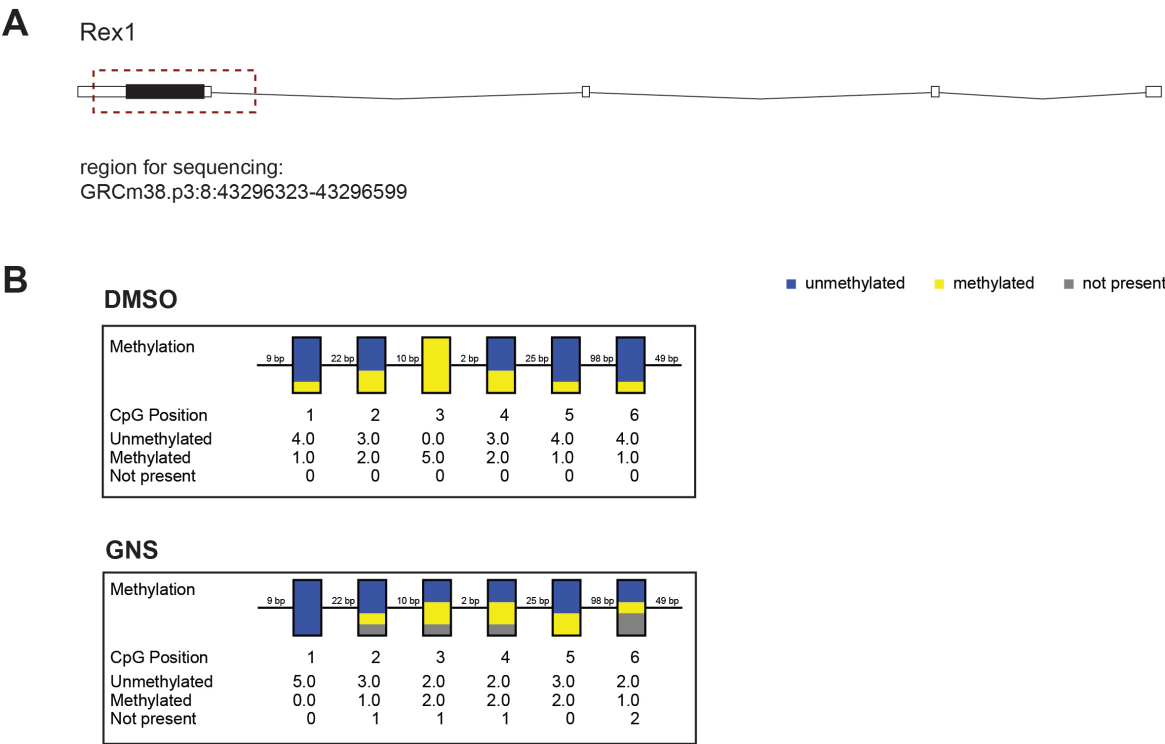 A
Rex1
region for sequencing:
GRCm38.p3:8:43296323-43296599
B
unmethylated methylated not present
DMSO
Methylation
9 bp 22 bp 10 bp 2 bp 25 bp 98 bp 49 bp
CpG Position 1 2 3 4 5 6
Unmethylated 4.0 3.0 0.0 3.0 4.0 4.0
Methylated 1.0 2.0 5.0 2.0 1.0 1.0
Not present 0 0 0 0 0 0
GNS
Methylation
9 bp 22 bp 10 bp 2 bp 25 bp 98 bp 49 bp
CpG Position 1 2 3 4 5 6
Unmethylated 5.0 3.0 2.0 2.0 3.0 2.0
Methylated 0.0 1.0 2.0 2.0 2.0 1.0
Not present 0 1 1 1 0 2